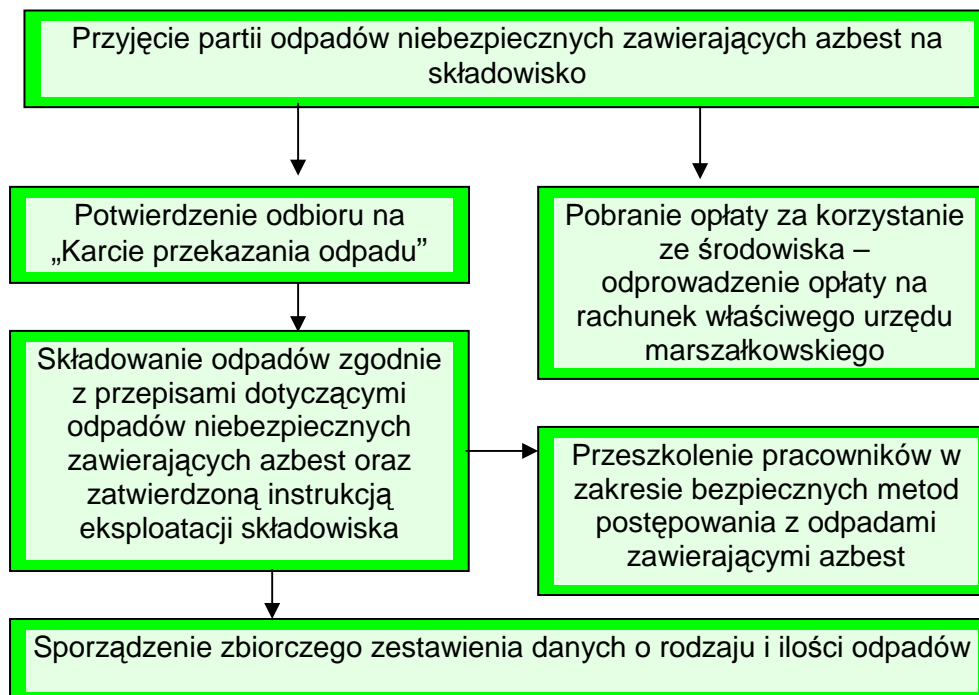 Przyjęcie partii odpadów niebezpiecznych zawierających azbest na
składowisko
Potwierdzenie odbioru na
„Karcie przekazania odpadu”
Pobranie opłaty za korzystanie
ze środowiska –
odprowadzenie opłaty na
rachunek właściwego urzędu
marszałkowskiego
Składowanie odpadów zgodnie
z przepisami dotyczącymi
odpadów niebezpiecznych
zawierających azbest oraz
zatwierdzoną instrukcją
eksploatacji składowiska
Przeszkolenie pracowników w
zakresie bezpiecznych metod
postępowania z odpadami
zawierającymi azbest
Sporządzenie zbiorczego zestawienia danych o rodzaju i ilości odpadów